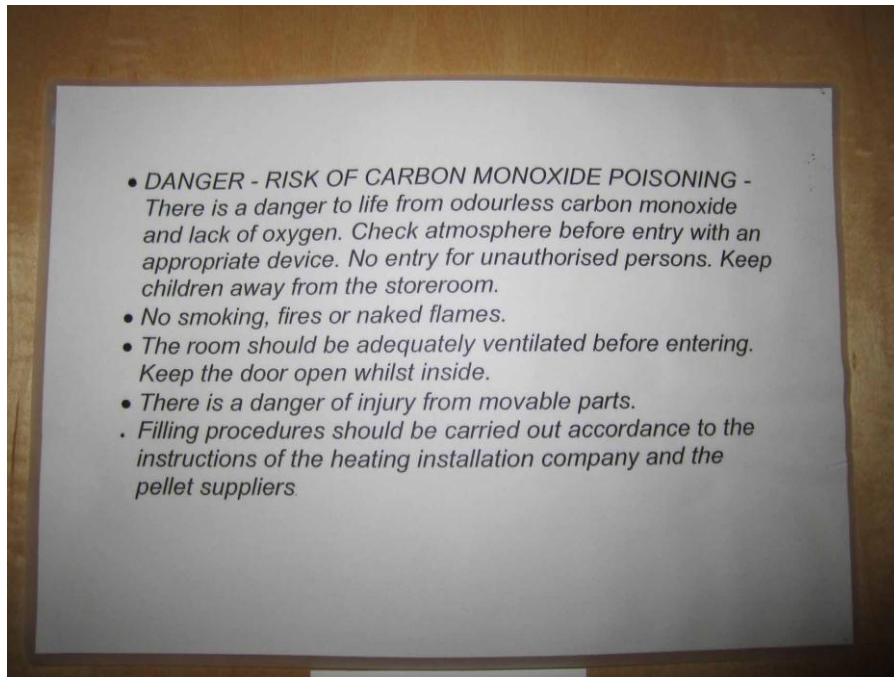 • DANGER - RISK OF CARBON MONOXIDE POISONING -
There is a danger to life from odourless carbon monoxide
and lack of oxygen. Check atmosphere before entry with an
appropriate device. No entry for unauthorised persons. Keep
children away from the storeroom.
• No smoking, fires or naked flames.
• The room should be adequately ventilated before entering.
Keep the door open whilst inside.
• There is a danger of injury from movable parts.
• Filling procedures should be carried out accordance to the
instructions of the heating installation company and the
pellet suppliers.